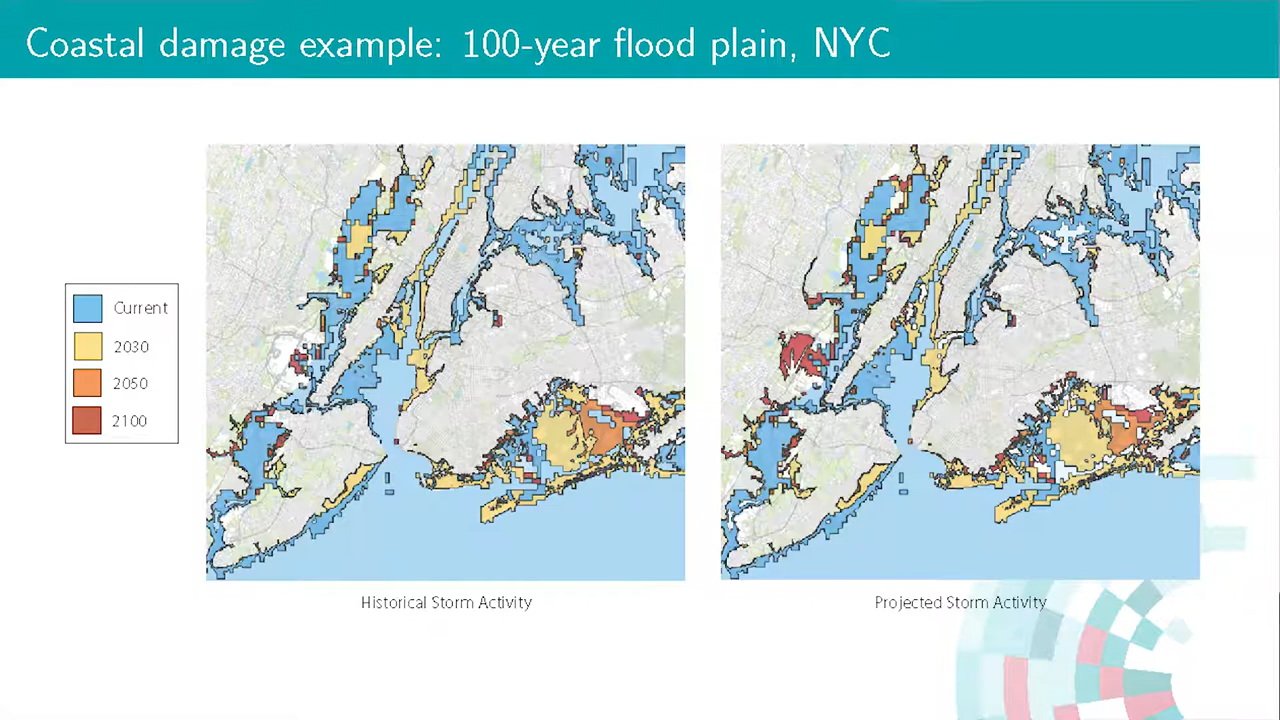 Coastal damage example: 100-year flood plain, NYC
Current
2030
2050
2100
Historical Storm Activity
Projected Storm Activity